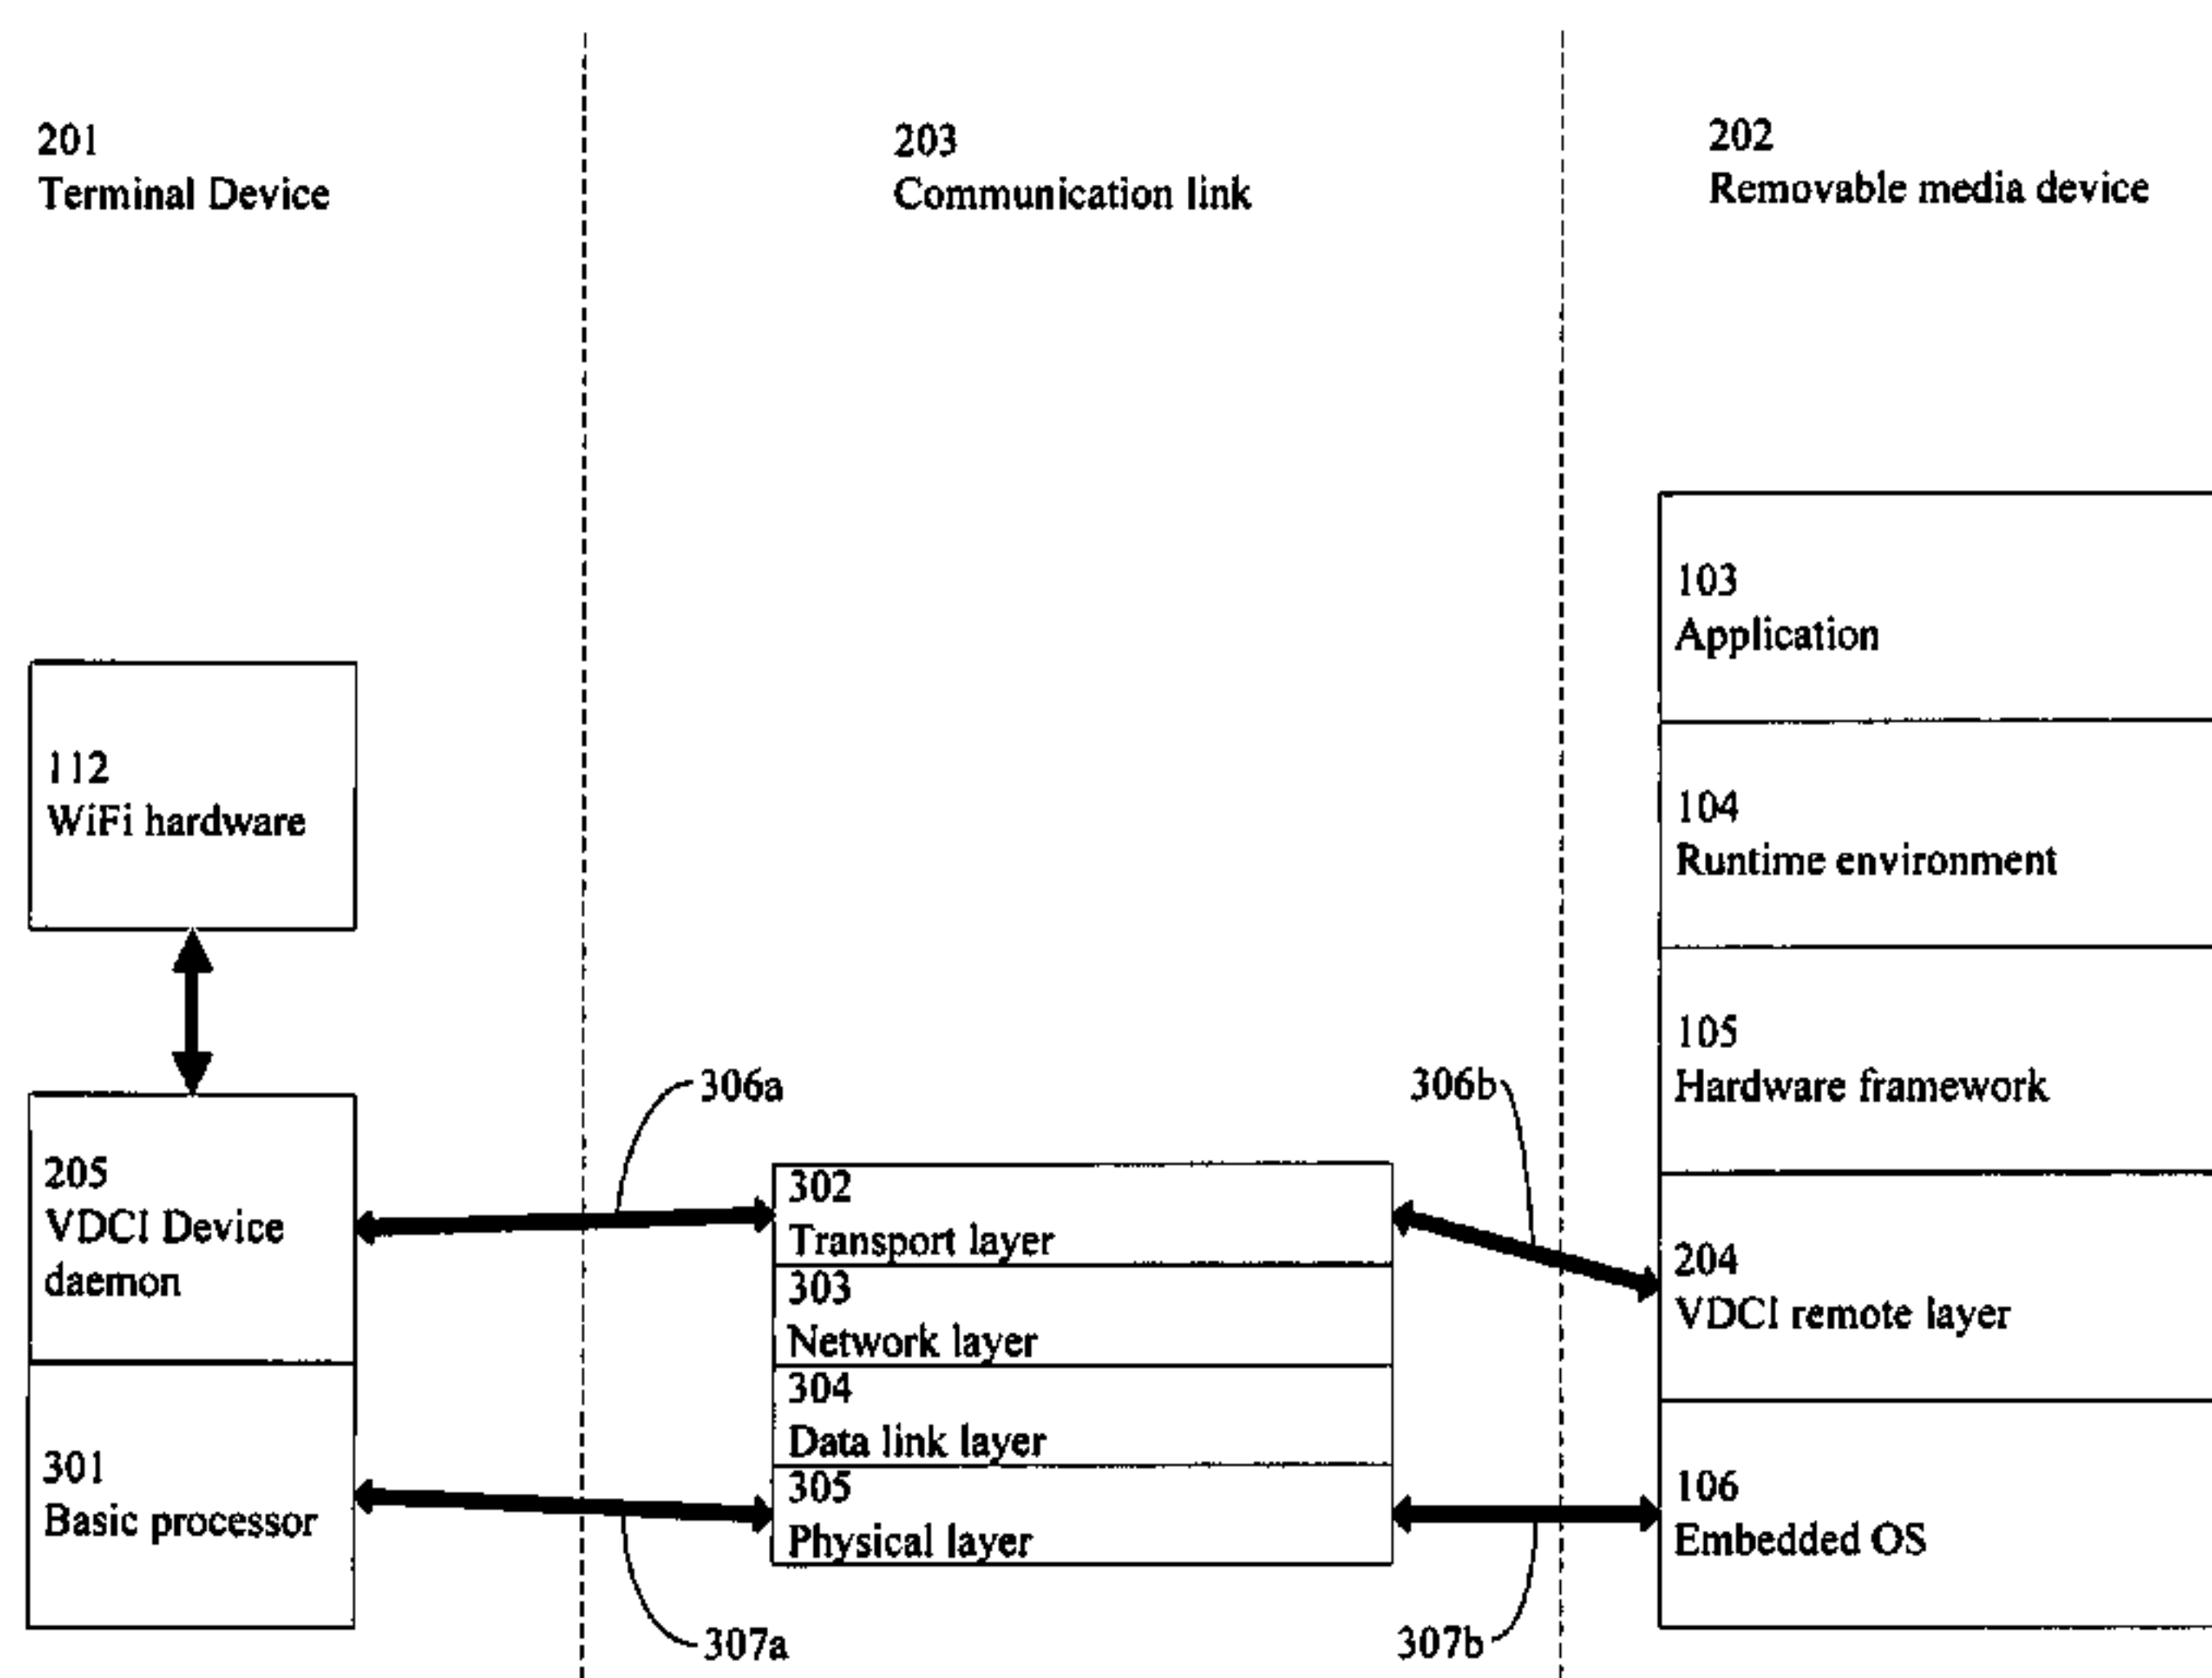 201
Terminal Device
203
Communication link
202
Removable media device
112
WiFi hardware
205
VDCI Device
daemon
301
Basic processor
306a
307a
302
Transport layer
303
Network layer
304
Data link layer
305
Physical layer
306b
307b
103
Application
104
Runtime environment
105
Hardware framework
204
VDCI remote layer
106
Embedded OS